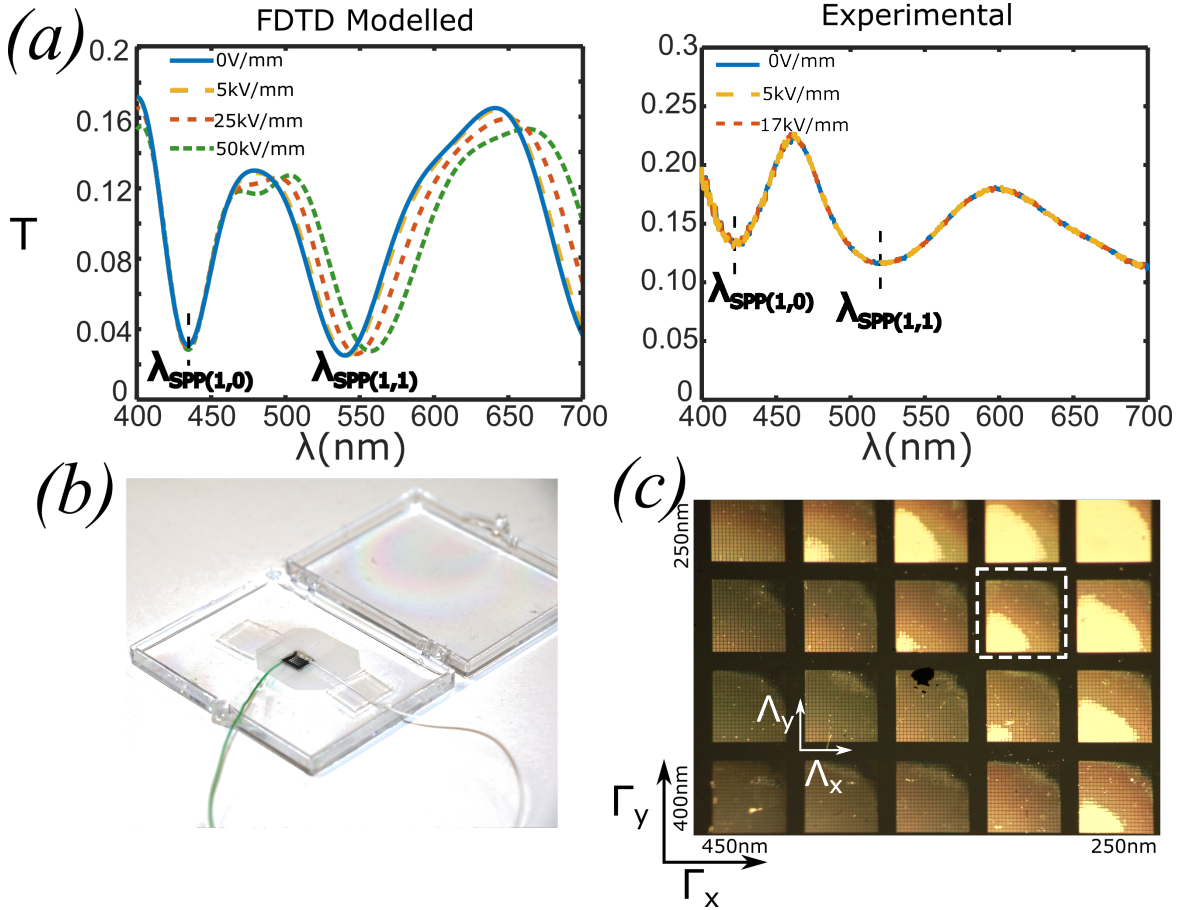 (a)
FDTD Modelled
0.2
0.16
0.12
0.08
0.04
0
T
0V/mm
5kV/mm
25kV/mm
50kV/mm
λSPP(1,0)
λSPP(1,1)
400 450 500 550 600 650 700
λ(nm)
Experimental
0.3
0.25
0.20
0.15
0.10
0.05
0
0V/mm
5kV/mm
17kV/mm
λSPP(1,0)
λSPP(1,1)
400 450 500 550 600 650 700
λ(nm)
(b)
(c)
250nm
400nm
Λy
Λx
Γy
Γx
450nm
250nm